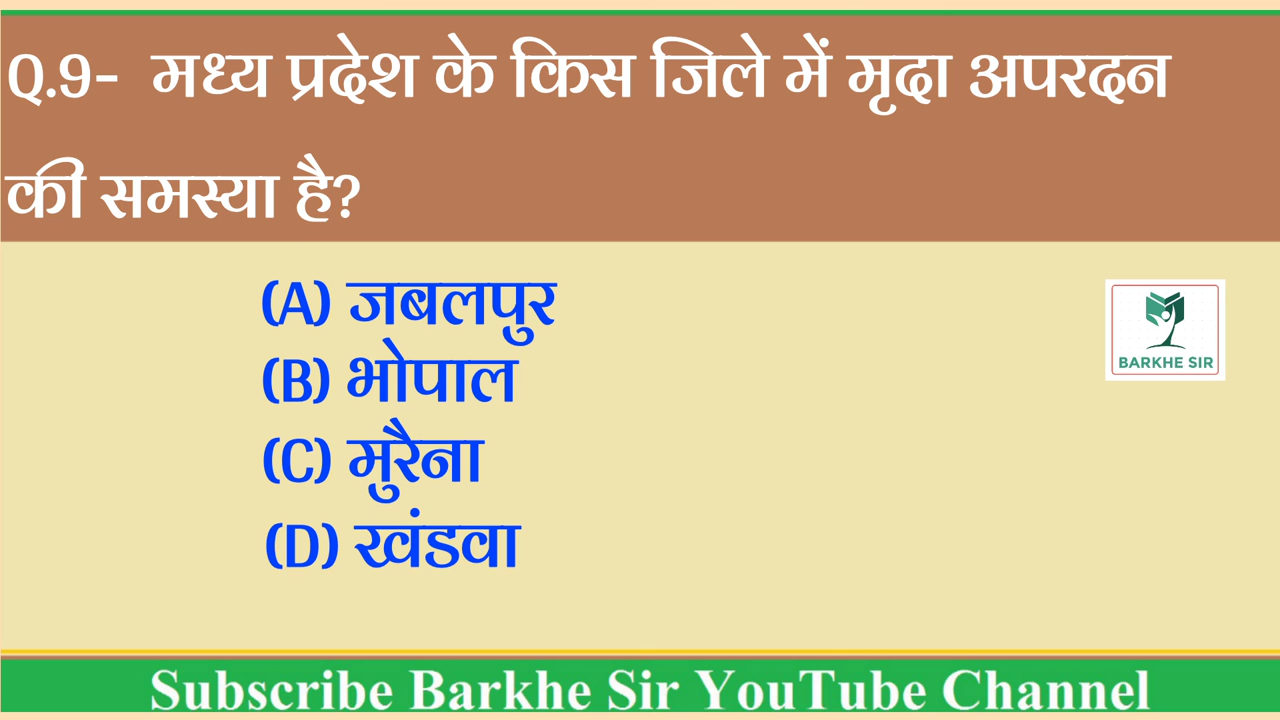 Q.9- मध्य प्रदेश के किस जिले में मृदा अपरदन
की समस्या है?
(A) जबलपुर
(B) भोपाल
(C) मुरैना
(D) खंडवा
BARKHE SIR
Subscribe Barkhe Sir YouTube Channel